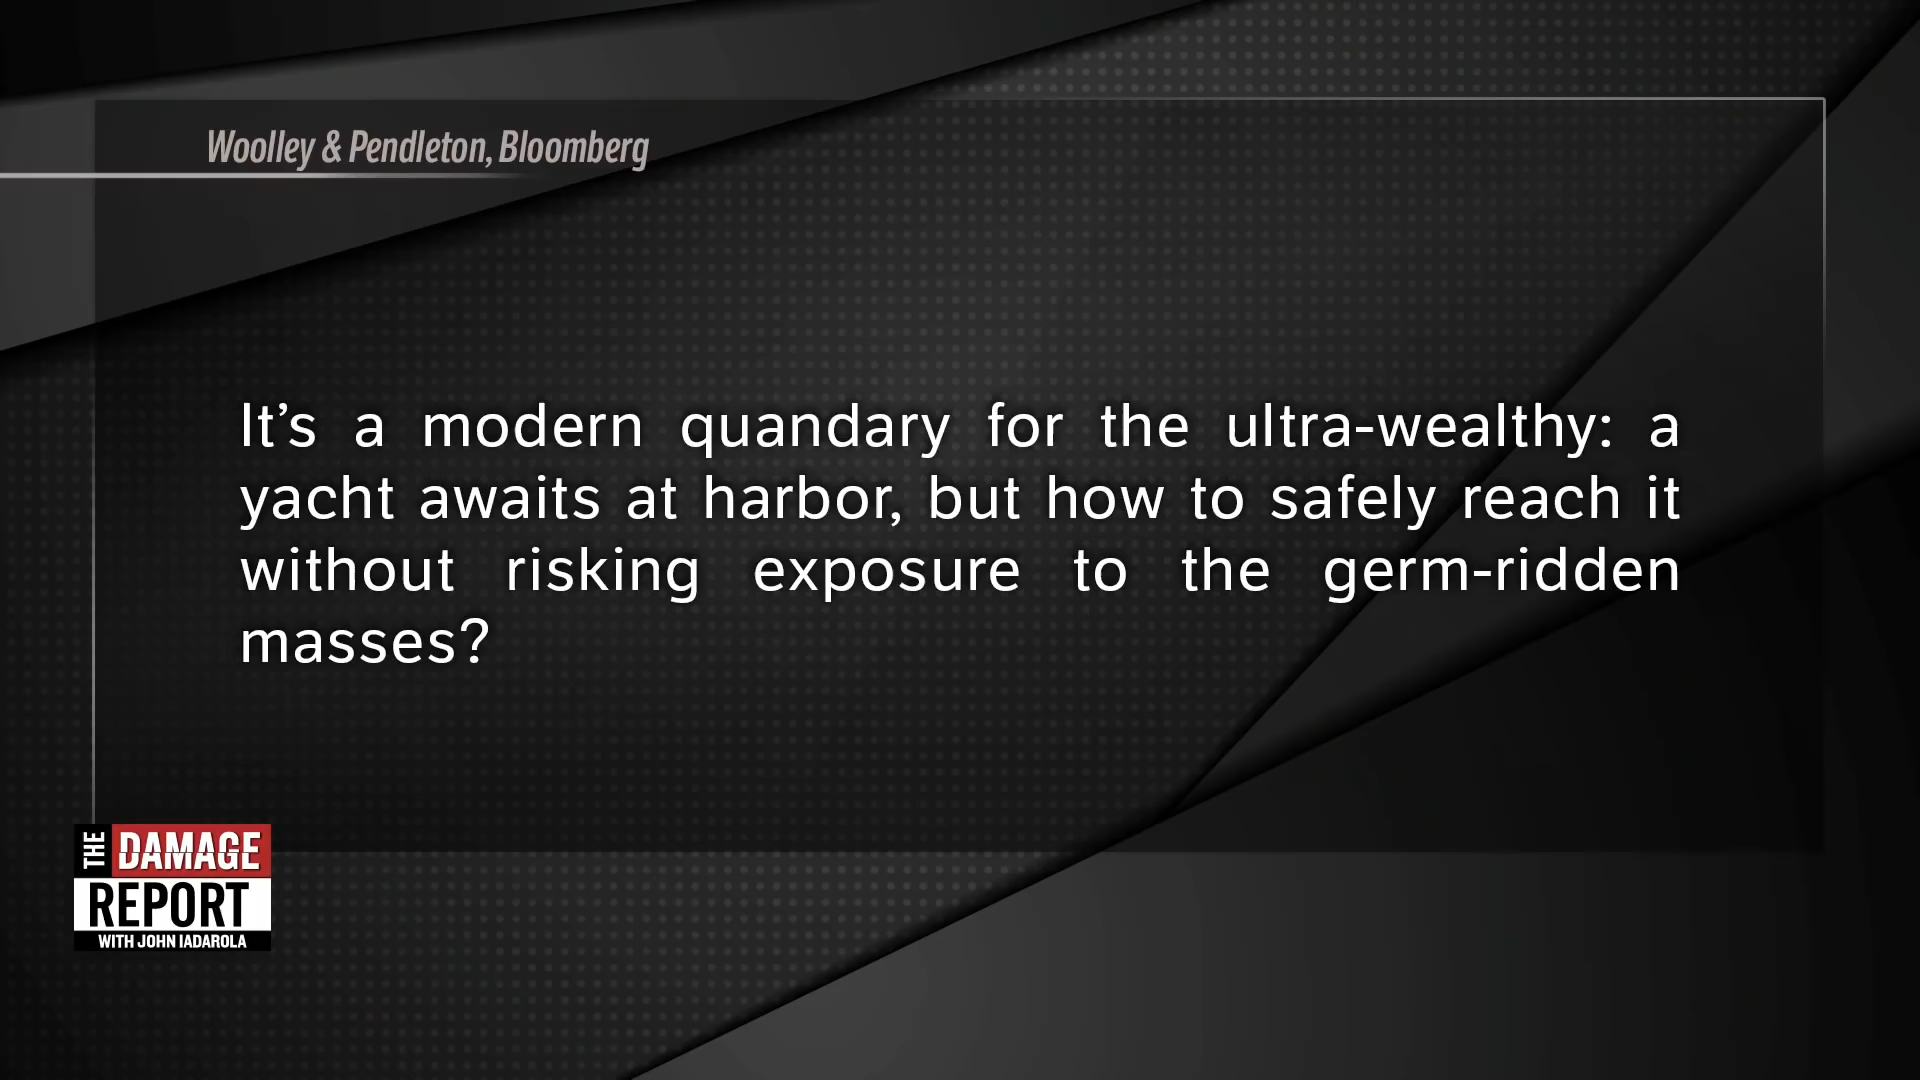 Woolley & Pendleton, Bloomberg
It’s a modern quandary for the ultra-wealthy: a
yacht awaits at harbor, but how to safely reach it
without risking exposure to the germ-ridden
masses?
THE DAMAGE
REPORT
WITH JOHN IADAROLA